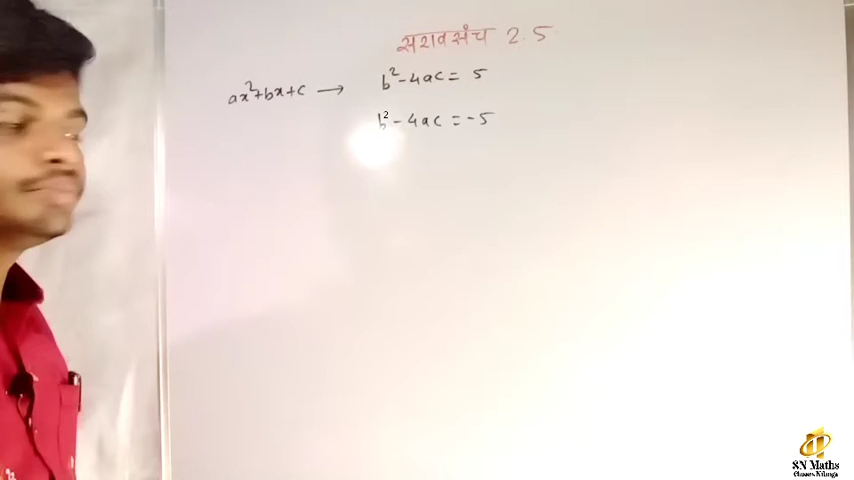 सरावसंच 2.5
ax²+bx+c → b²-4ac = 5
b²-4ac = -5
SN Maths